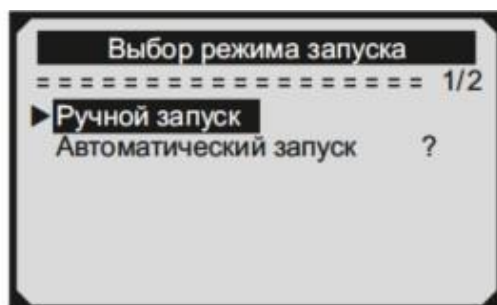 Выбор режима запуска
= = = = = = = = = = = = = = = = = = 1/2
►Ручной запуск
Автоматический запуск ?